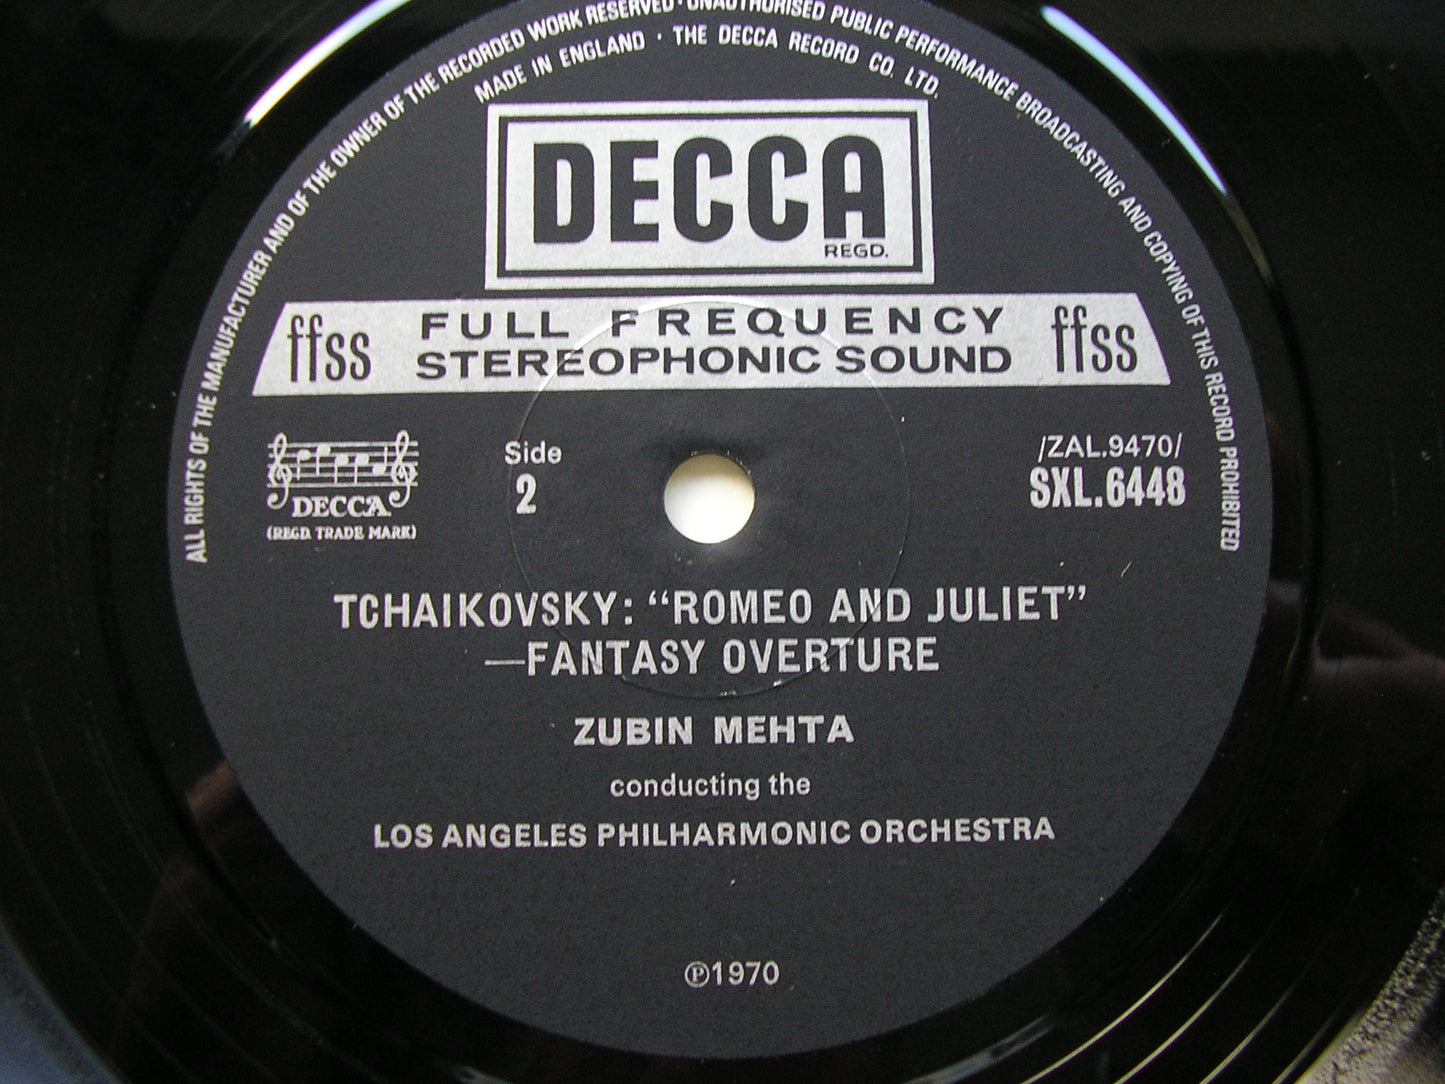 ALL RIGHTS OF THE MANUFACTURER AND OF THE OWNER OF THE RECORDED WORK RESERVED · UNAUTHORISED PUBLIC PERFORMANCE BROADCASTING AND COPYING OF THIS RECORD PROHIBITED
MADE IN ENGLAND · THE DECCA RECORD CO. LTD.
DECCA
REGD.
ffss FULL FREQUENCY ffss
STEREOPHONIC SOUND
DECCA
(REGD. TRADE MARK)
Side
2
/ZAL.9470/
SXL.6448
TCHAIKOVSKY: “ROMEO AND JULIET”
—FANTASY OVERTURE
ZUBIN MEHTA
conducting the
LOS ANGELES PHILHARMONIC ORCHESTRA
℗1970